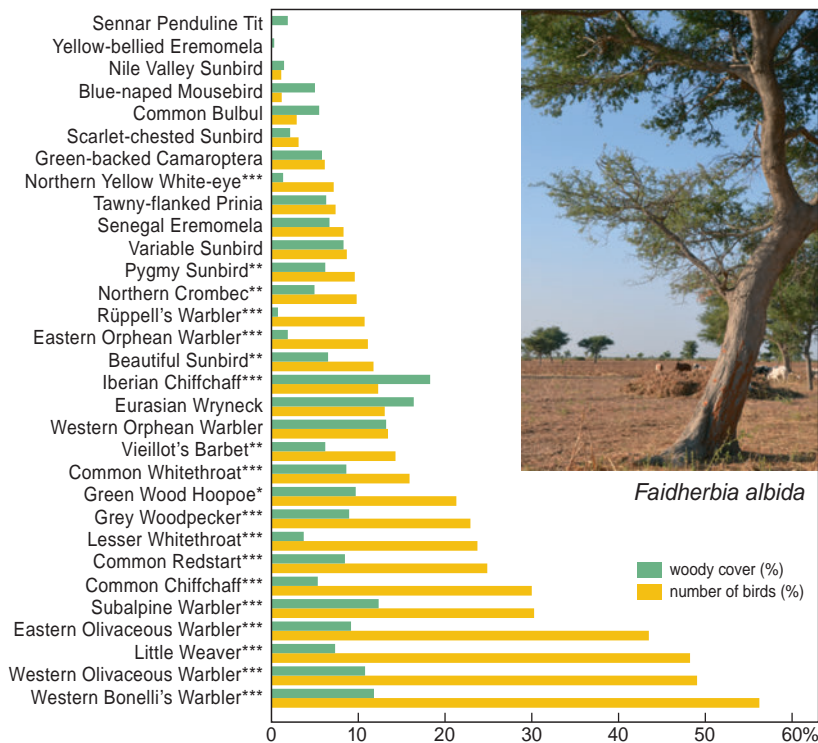 Sennar Penduline Tit
Yellow-bellied Eremomela
Nile Valley Sunbird
Blue-naped Mousebird
Common Bulbul
Scarlet-chested Sunbird
Green-backed Camaroptera
Northern Yellow White-eye***
Tawny-flanked Prinia
Senegal Eremomela
Variable Sunbird
Pygmy Sunbird**
Northern Crombec**
Rüppell's Warbler***
Eastern Orphean Warbler***
Beautiful Sunbird**
Iberian Chiffchaff***
Eurasian Wryneck
Western Orphean Warbler
Vieillot's Barbet**
Common Whitethroat***
Green Wood Hoopoe*
Grey Woodpecker***
Lesser Whitethroat***
Common Redstart***
Common Chiffchaff***
Subalpine Warbler***
Eastern Olivaceous Warbler***
Little Weaver***
Western Olivaceous Warbler***
Western Bonelli's Warbler***
Faidherbia albida
woody cover (%)
number of birds (%)
0 10 20 30 40 50 60%